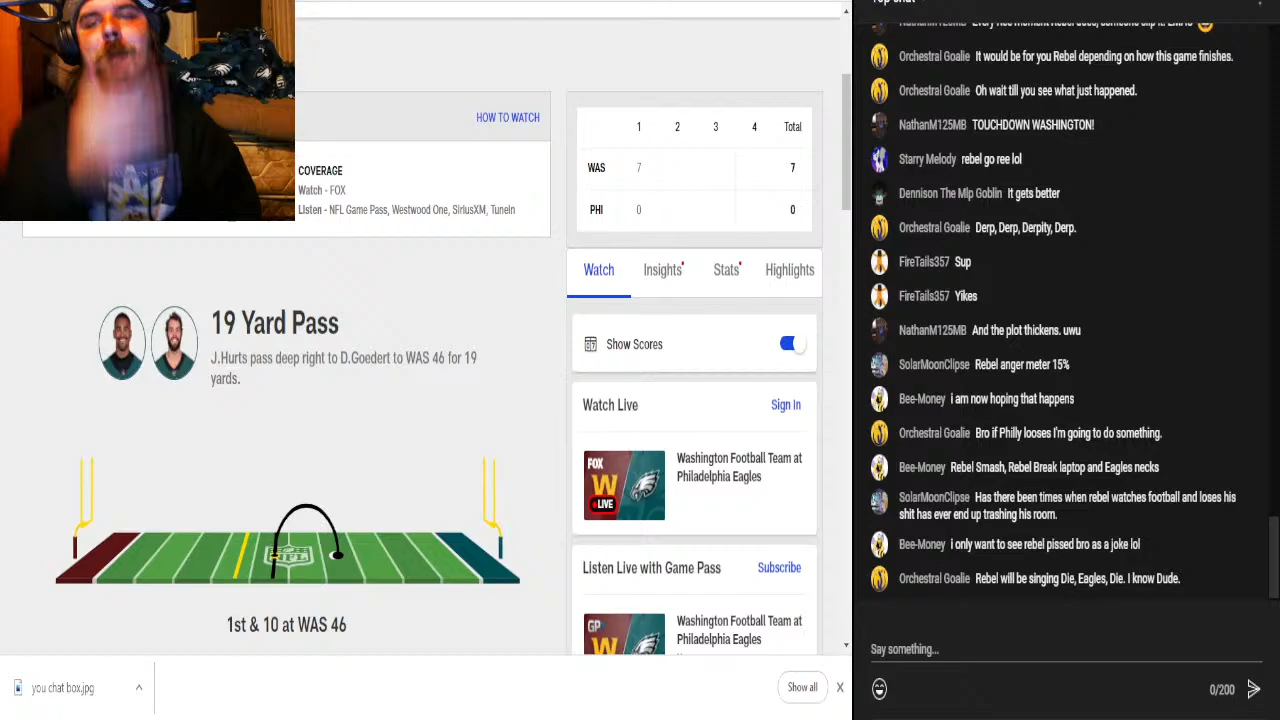 HOW TO WATCH
COVERAGE
Watch - FOX
Listen - NFL Game Pass, Westwood One, SiriusXM, TuneIn
1 2 3 4 Total
WAS 7 7
PHI 0 0
Watch Insights Stats Highlights
Show Scores
Watch Live Sign In
FOX
W
LIVE
Washington Football Team at
Philadelphia Eagles
Listen Live with Game Pass Subscribe
GP
W
Washington Football Team at
Philadelphia Eagles
19 Yard Pass
J.Hurts pass deep right to D.Goedert to WAS 46 for 19
yards.
NFL
1st & 10 at WAS 46
you chat box.jpg
Show all
X
Top chat
NathanM125MB
Orchestral Goalie It would be for you Rebel depending on how this game finishes.
Orchestral Goalie Oh wait till you see what just happened.
NathanM125MB TOUCHDOWN WASHINGTON!
Starry Melody rebel go ree lol
Dennison The Mlp Goblin It gets better
Orchestral Goalie Derp, Derp, Derpity, Derp.
FireTails357 Sup
FireTails357 Yikes
NathanM125MB And the plot thickens. uwu
SolarMoonClipse Rebel anger meter 15%
Bee-Money i am now hoping that happens
Orchestral Goalie Bro if Philly looses I'm going to do something.
Bee-Money Rebel Smash, Rebel Break laptop and Eagles necks
SolarMoonClipse Has there been times when rebel watches football and loses his
shit has ever end up trashing his room.
Bee-Money i only want to see rebel pissed bro as a joke lol
Orchestral Goalie Rebel will be singing Die, Eagles, Die. I know Dude.
Say something...
0/200